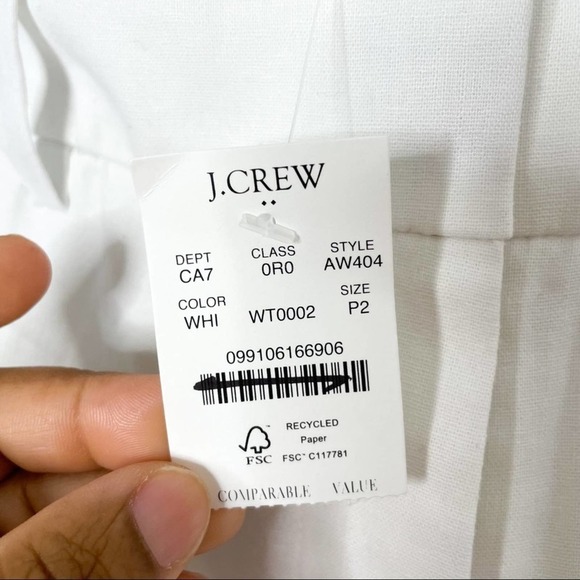 J.CREW
DEPT CLASS STYLE
CA7 0R0 AW404
COLOR SIZE
WHI WT0002 P2
099106166906
FSC
RECYCLED
Paper
FSC™ C117781
COMPARABLE VALUE